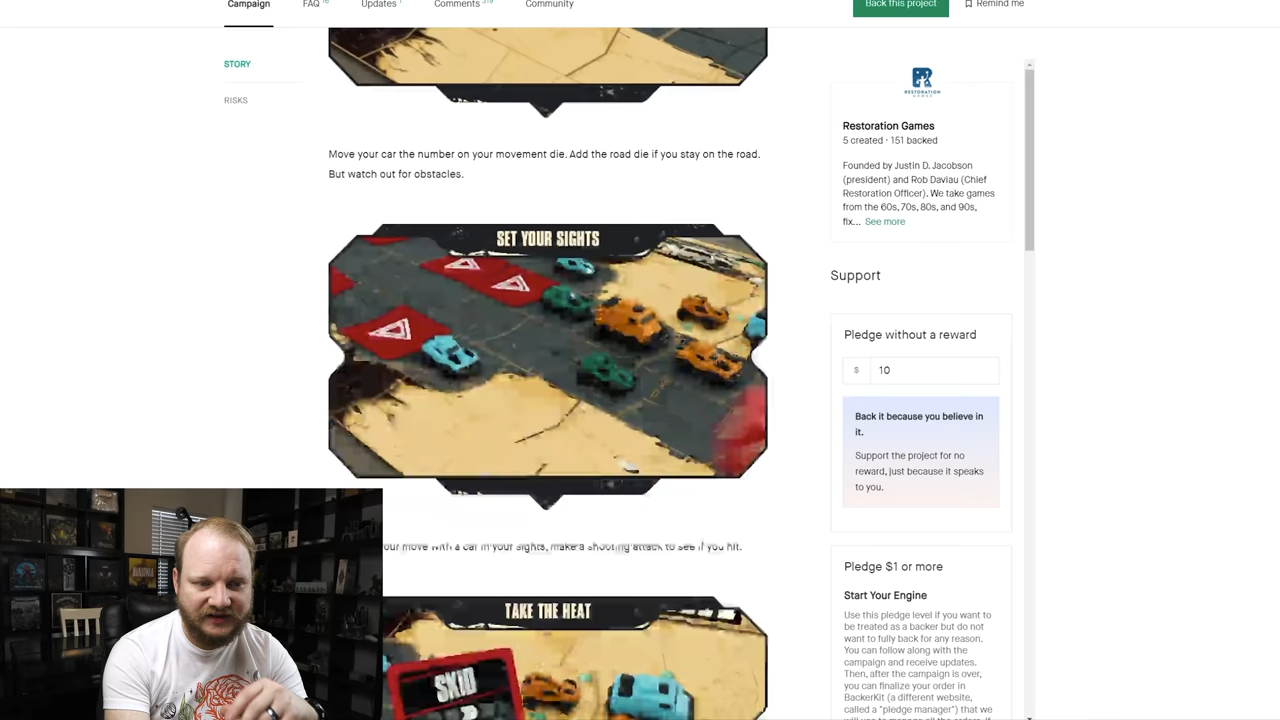 Campaign
FAQ 16
Updates 1
Comments 319
Community
Back this project
Remind me
STORY
RISKS
Move your car the number on your movement die. Add the road die if you stay on the road.
But watch out for obstacles.
SET YOUR SIGHTS
our move with a car in your sights, make a shooting attack to see if you hit.
TAKE THE HEAT
SKID
RESTORATION
GAMES
Restoration Games
5 created · 151 backed
Founded by Justin D. Jacobson
(president) and Rob Daviau (Chief
Restoration Officer). We take games
from the 60s, 70s, 80s, and 90s,
fix... See more
Support
Pledge without a reward
$ 10
Back it because you believe in
it.
Support the project for no
reward, just because it speaks
to you.
Pledge $1 or more
Start Your Engine
Use this pledge level if you want to
be treated as a backer but do not
want to fully back for any reason.
You can follow along with the
campaign and receive updates.
Then, after the campaign is over,
you can finalize your order in
BackerKit (a different website,
called a "pledge manager") that we